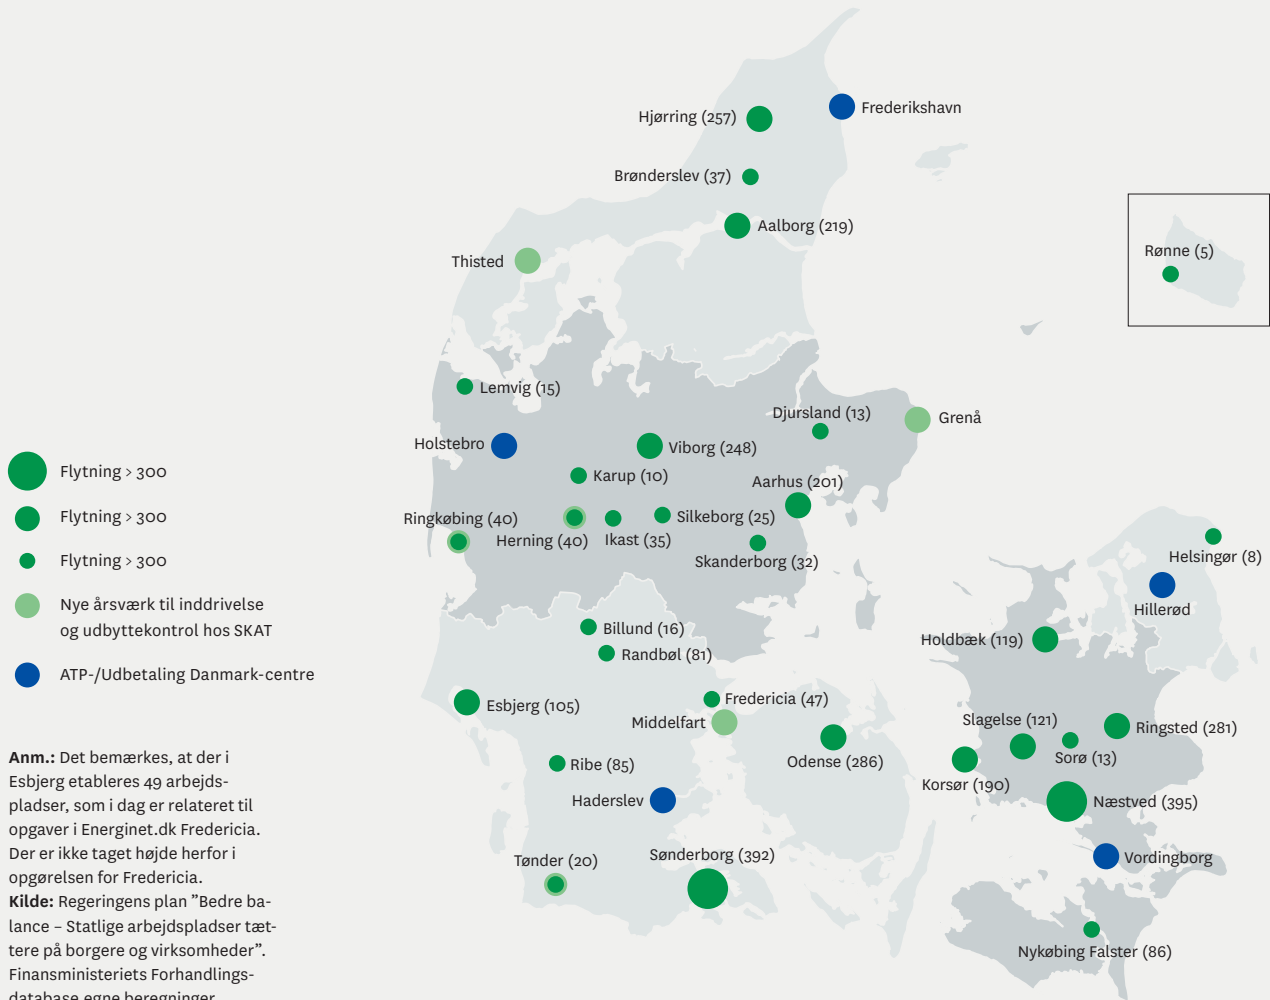 Hjørring (257)
Frederikshavn
Brønderslev (37)
Aalborg (219)
Thisted
Rønne (5)
Lemvig (15)
Djursland (13)
Grenå
Holstebro
Viborg (248)
Karup (10)
Aarhus (201)
Ringkøbing (40)
Herning (40)
Ikast (35)
Silkeborg (25)
Skanderborg (32)
Helsingør (8)
Hillerød
Billund (16)
Randbøl (81)
Holdbæk (119)
Esbjerg (105)
Fredericia (47)
Middelfart
Odense (286)
Slagelse (121)
Ringsted (281)
Sorø (13)
Korsør (190)
Ribe (85)
Haderslev
Næstved (395)
Tønder (20)
Sønderborg (392)
Vordingborg
Nykøbing Falster (86)
Flytning > 300
Flytning > 300
Flytning > 300
Nye årsværk til inddrivelse
og udbyttekontrol hos SKAT
ATP-/Udbetaling Danmark-centre
Anm.: Det bemærkes, at der i
Esbjerg etableres 49 arbejds-
pladser, som i dag er relateret til
opgaver i Energinet.dk Fredericia.
Der er ikke taget højde herfor i
opgørelsen for Fredericia.
Kilde: Regeringens plan ”Bedre ba-
lance – Statlige arbejdspladser tæt-
tere på borgere og virksomheder”.
Finansministeriets Forhandlings-
database egne beregninger